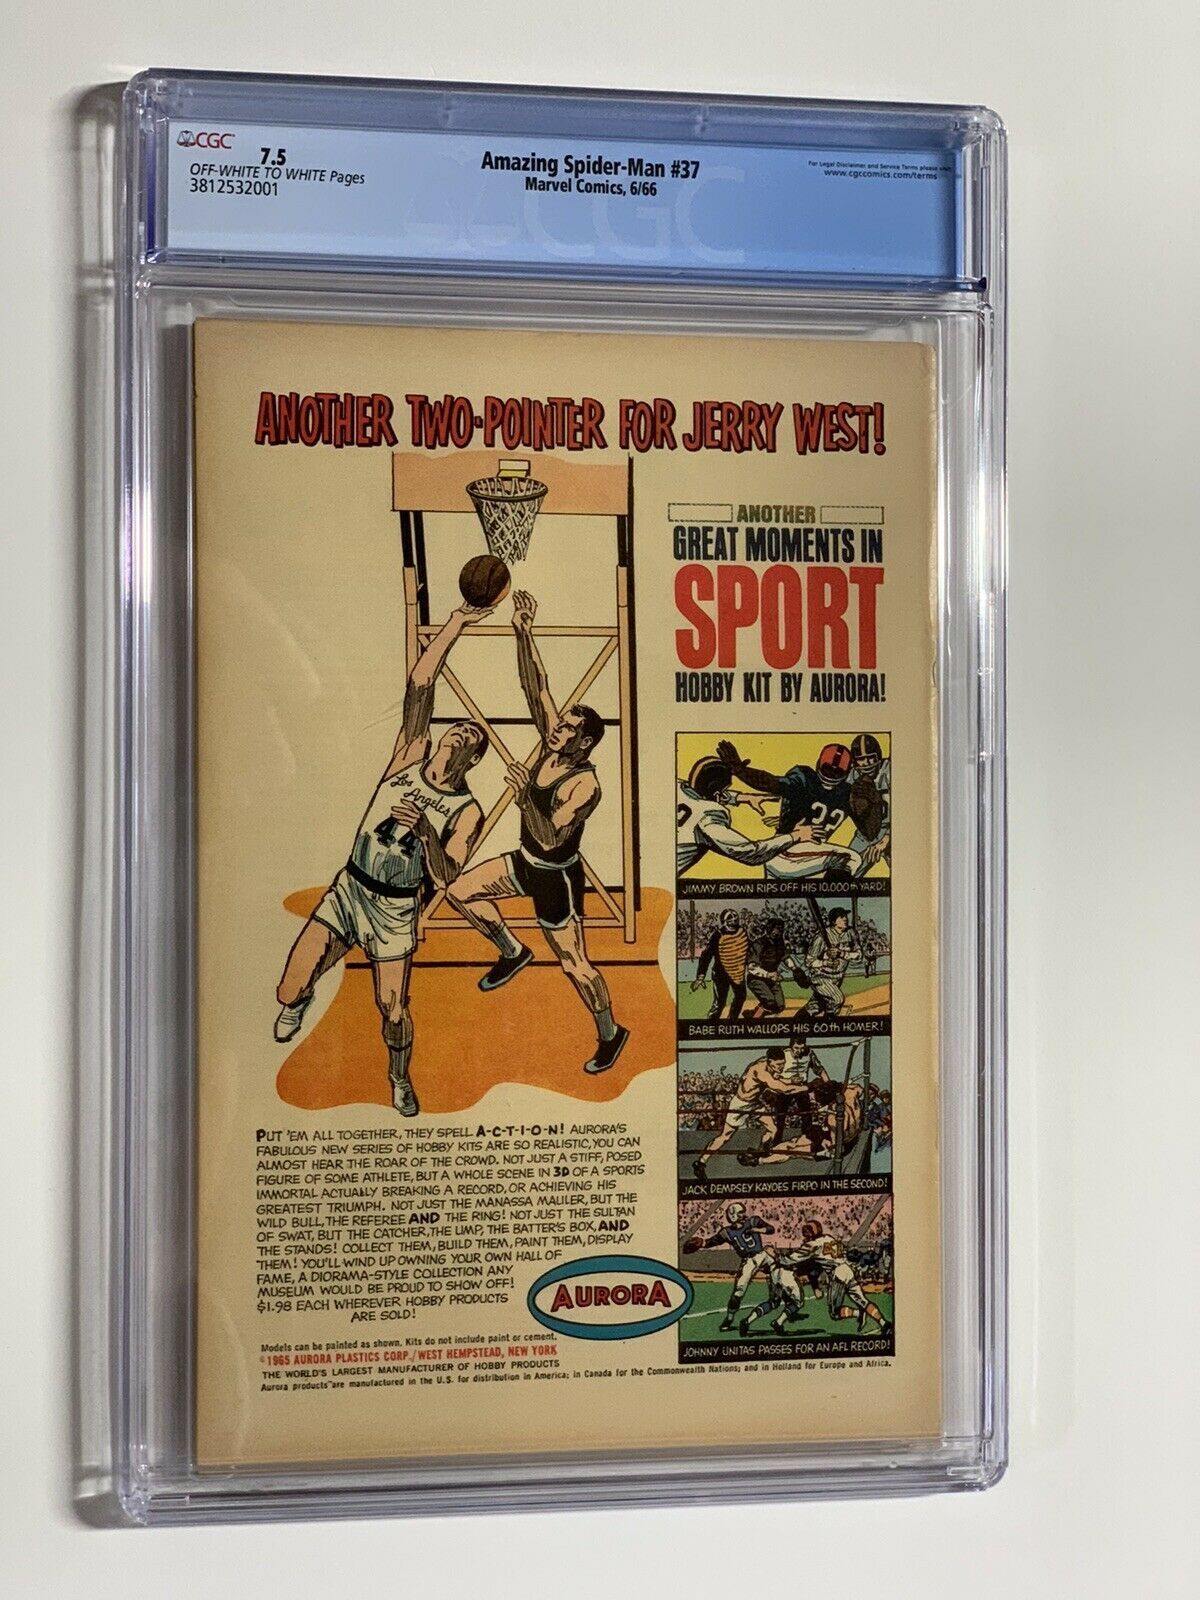 CGC
7.5
OFF-WHITE TO WHITE Pages
3812532001
Amazing Spider-Man #37
Marvel Comics, 6/66
For Legal Disclaimer and Service Terms please visit
www.cgccomics.com/terms
CGC
ANOTHER TWO-POINTER FOR JERRY WEST!
ANOTHER
GREAT MOMENTS IN
SPORT
HOBBY KIT BY AURORA!
Los Angeles
44
32
JIMMY BROWN RIPS OFF HIS 10,000th YARD!
BABE RUTH WALLOPS HIS 60th HOMER!
JACK DEMPSEY KAYOES FIRPO IN THE SECOND!
19
JOHNNY UNITAS PASSES FOR AN AFL RECORD!
PUT 'EM ALL TOGETHER, THEY SPELL A-C-T-I-O-N! AURORA'S
FABULOUS NEW SERIES OF HOBBY KITS ARE SO REALISTIC, YOU CAN
ALMOST HEAR THE ROAR OF THE CROWD. NOT JUST A STIFF, POSED
FIGURE OF SOME ATHLETE, BUT A WHOLE SCENE IN 3D OF A SPORTS
IMMORTAL ACTUALLY BREAKING A RECORD, OR ACHIEVING HIS
GREATEST TRIUMPH. NOT JUST THE MANASSA MAULER, BUT THE
WILD BULL, THE REFEREE AND THE RING! NOT JUST THE SULTAN
OF SWAT, BUT THE CATCHER, THE UMP, THE BATTER'S BOX, AND
THE STANDS! COLLECT THEM, BUILD THEM, PAINT THEM, DISPLAY
THEM! YOU'LL WIND UP OWNING YOUR OWN HALL OF
FAME, A DIORAMA-STYLE COLLECTION ANY
MUSEUM WOULD BE PROUD TO SHOW OFF!
$1.98 EACH WHEREVER HOBBY PRODUCTS
ARE SOLD!
AURORA
Models can be painted as shown. Kits do not include paint or cement.
©1965 AURORA PLASTICS CORP./WEST HEMPSTEAD, NEW YORK
THE WORLD'S LARGEST MANUFACTURER OF HOBBY PRODUCTS
Aurora products are manufactured in the U.S. for distribution in America; in Canada for the Commonwealth Nations; and in Holland for Europe and Africa.